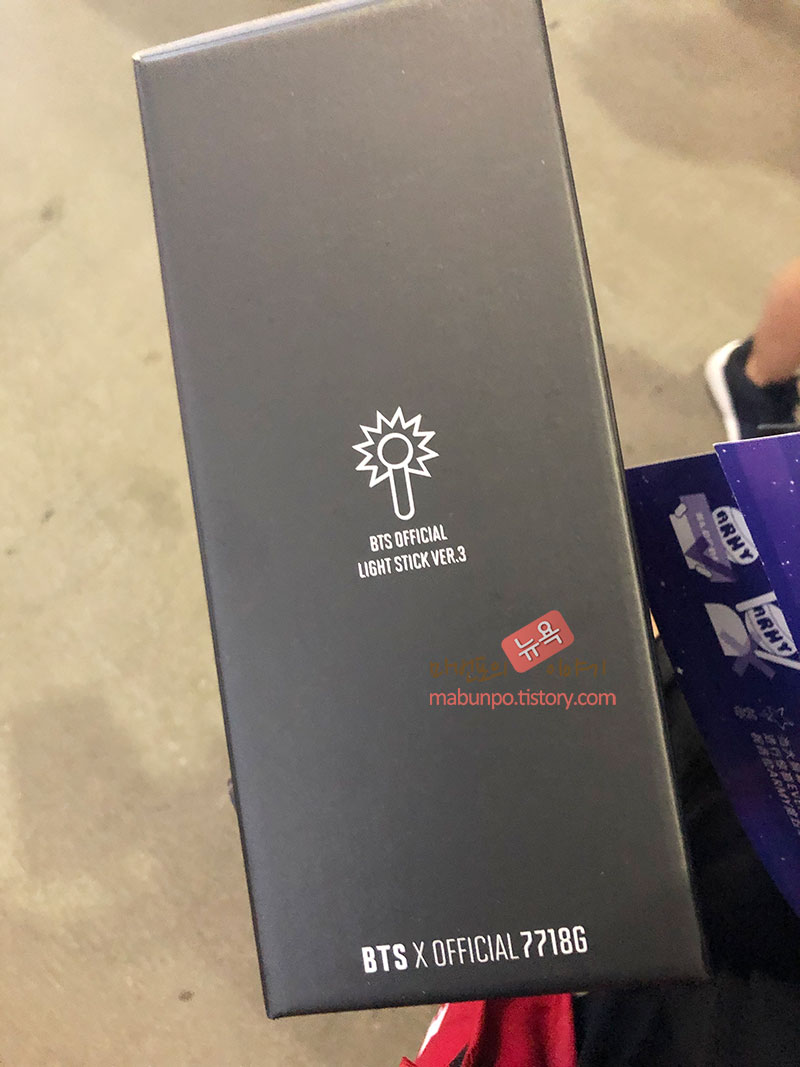 BTS OFFICIAL
LIGHT STICK VER.3
뉴욕
mabunpo.tistory.com
BTS X OFFICIAL 7718G
ARMY
ARMY